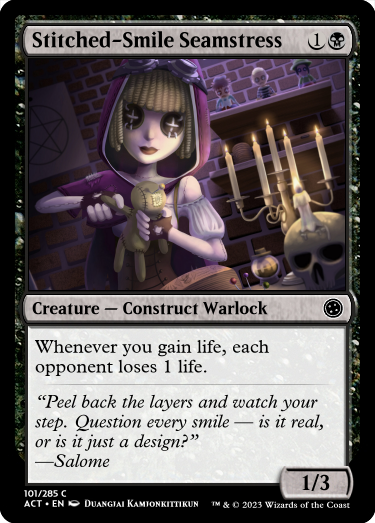 Stitched-Smile Seamstress 1
Creature — Construct Warlock
Whenever you gain life, each
opponent loses 1 life.
“Peel back the layers and watch your
step. Question every smile — is it real,
or is it just a design?”
—Salome
1/3
101/285 C
ACT • EN Duangjai Kamjonkittikun ™ & © 2023 Wizards of the Coast